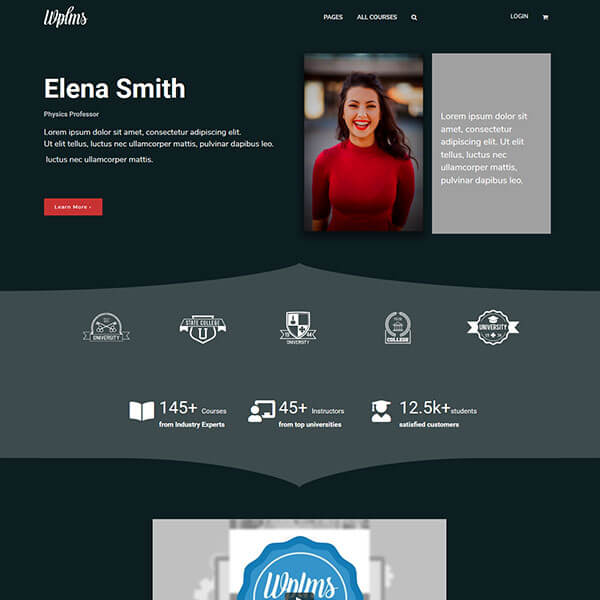 Wplms
PAGES
ALL COURSES
LOGIN
Elena Smith
Physics Professor
Lorem ipsum dolor sit amet, consectetur adipiscing elit.
Ut elit tellus, luctus nec ullamcorper mattis, pulvinar dapibus leo.
luctus nec ullamcorper mattis.
Learn More ›
Lorem ipsum dolor sit
amet, consectetur
adipiscing elit. Ut elit
tellus, luctus nec
ullamcorper mattis,
pulvinar dapibus leo.
UNIVERSITY
STATE COLLEGE
U
UNIVERSITY
COLLEGE
UNIVERSITY
145+ Courses
from Industry Experts
45+ Instructors
from top universities
12.5k+students
satisfied customers
Wplms